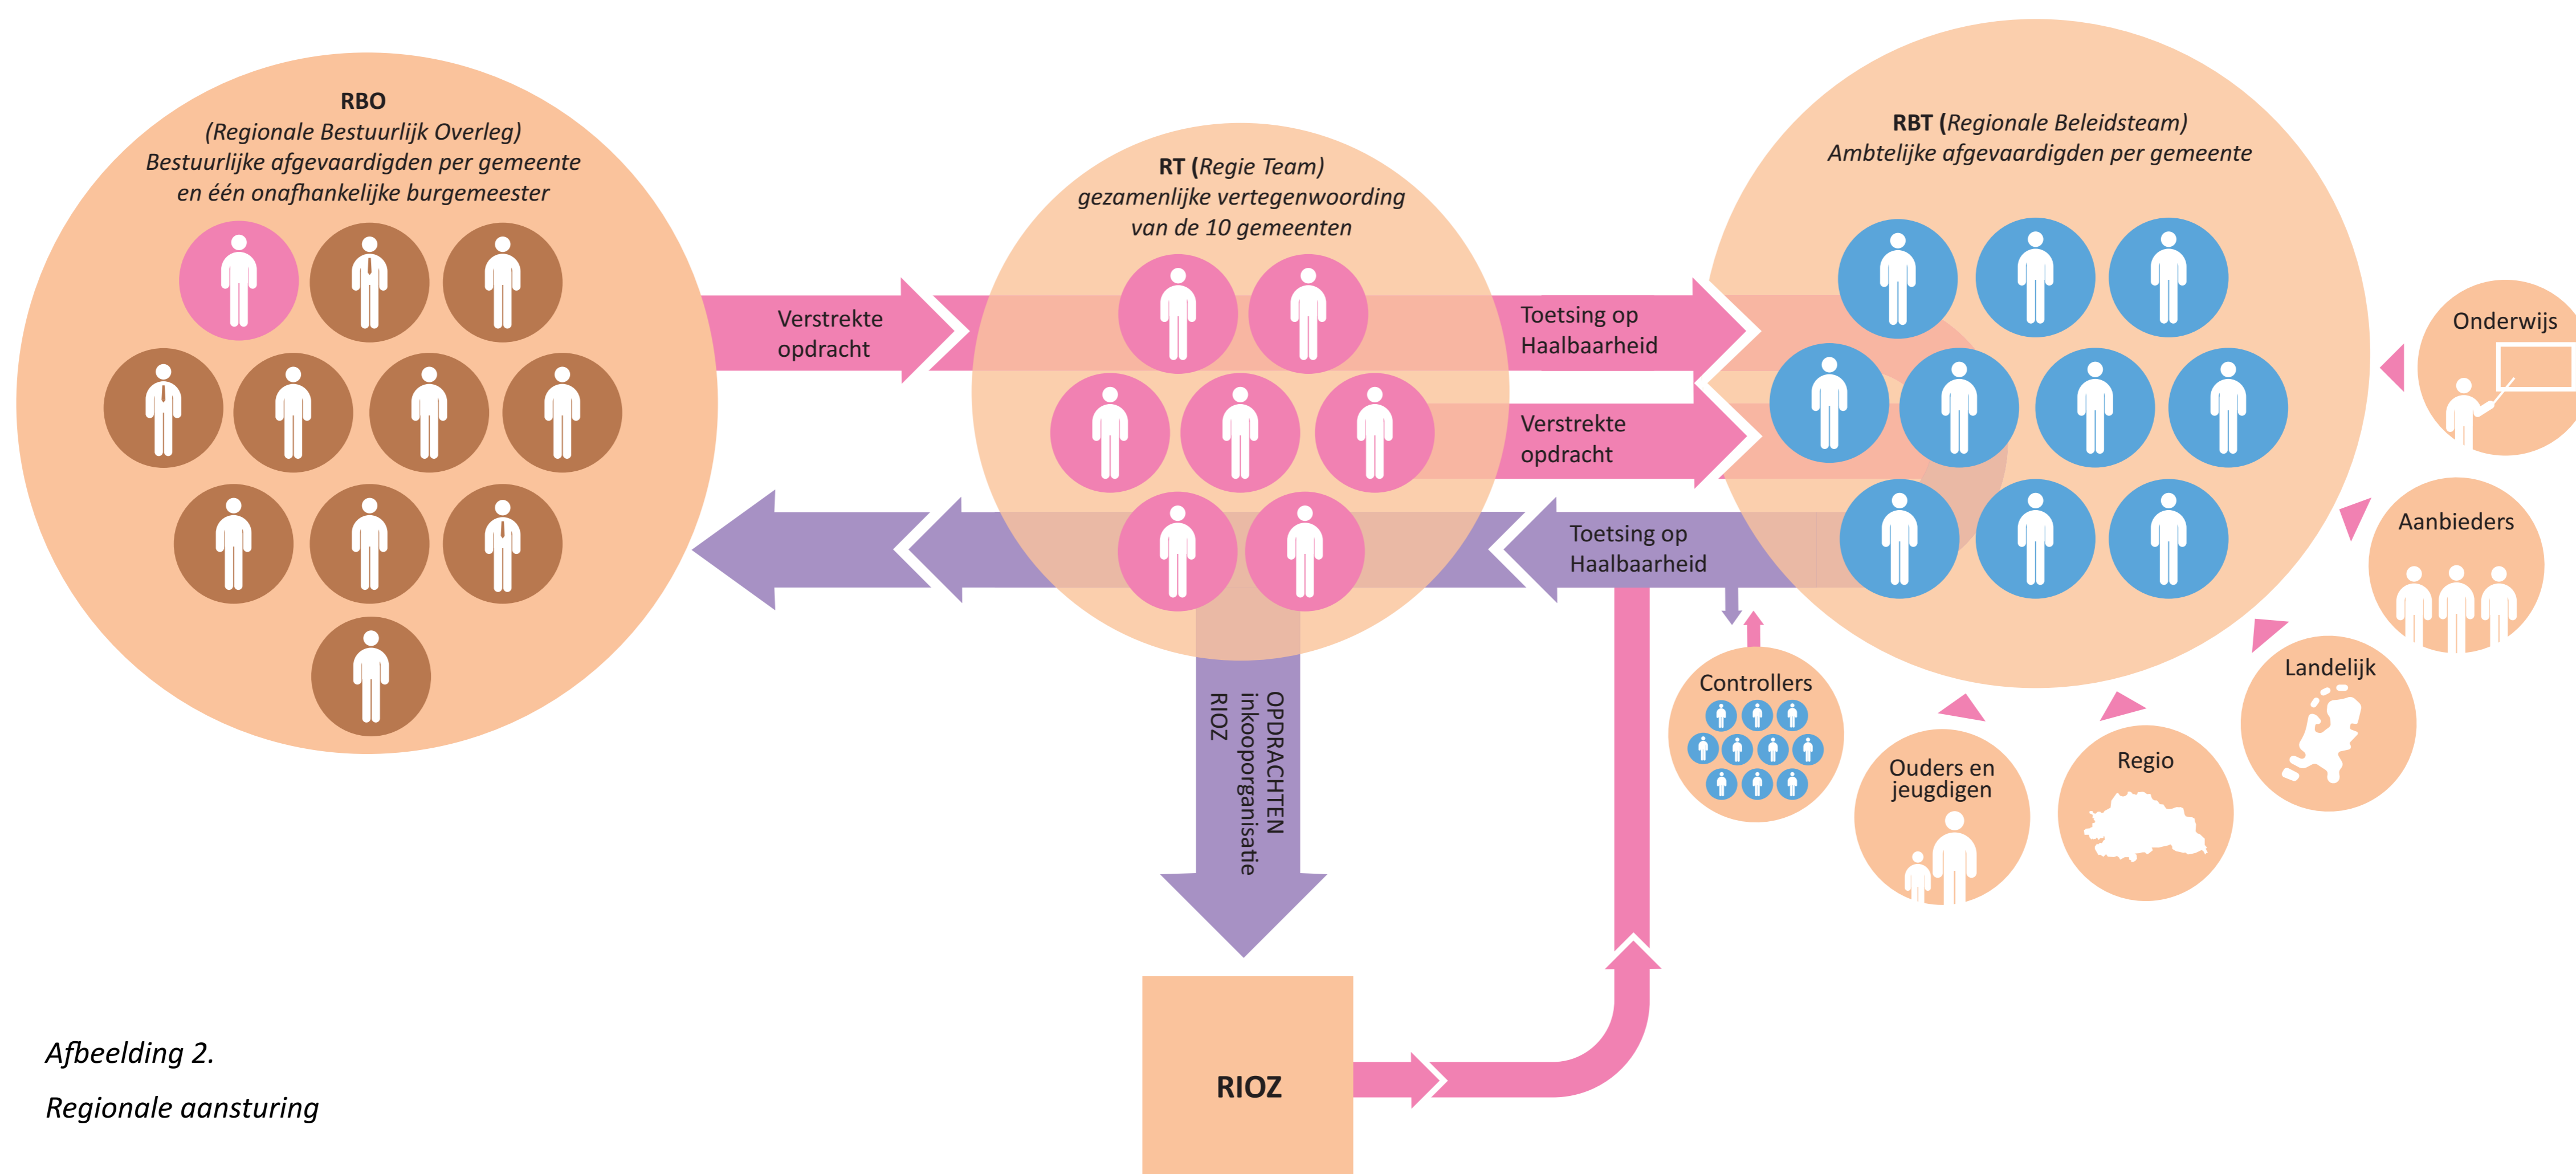 RBO
(Regionale Bestuurlijk Overleg)
Bestuurlijke afgevaardigden per gemeente
en één onafhankelijke burgemeester
RT (Regie Team)
gezamenlijke vertegenwoording
van de 10 gemeenten
RBT (Regionale Beleidsteam)
Ambtelijke afgevaardigden per gemeente
Verstrekte
opdracht
Toetsing op
Haalbaarheid
Verstrekte
opdracht
Toetsing op
Haalbaarheid
Onderwijs
Aanbieders
Landelijk
Regio
Ouders en
jeugdigen
Controllers
OPDRACHTEN
inkooporganisatie
RIOZ
RIOZ
Afbeelding 2.
Regionale aansturing